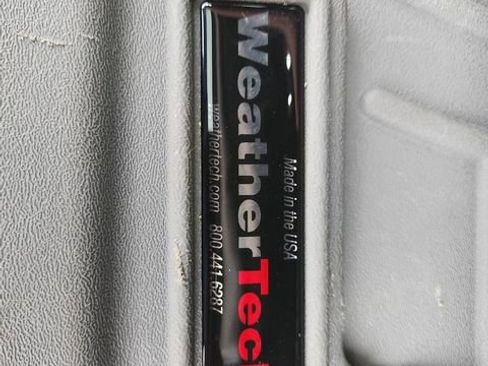 Made in the USA
WeatherTec
weathertech.com 800.441.6287